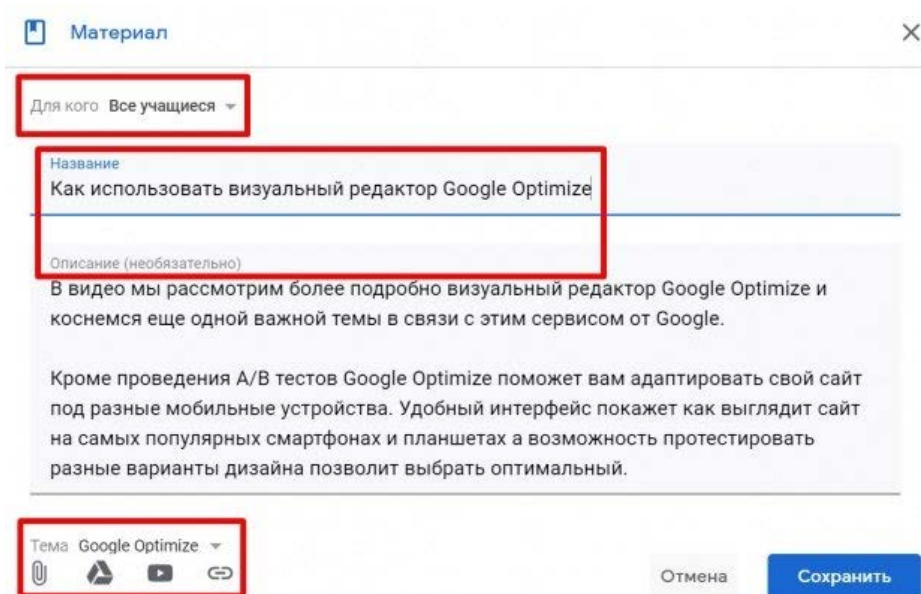 Материал
Для кого Все учащиеся
Название
Как использовать визуальный редактор Google Optimize
Описание (необязательно)
В видео мы рассмотрим более подробно визуальный редактор Google Optimize и
коснемся еще одной важной темы в связи с этим сервисом от Google.
Кроме проведения А/В тестов Google Optimize поможет вам адаптировать свой сайт
под разные мобильные устройства. Удобный интерфейс покажет как выглядит сайт
на самых популярных смартфонах и планшетах а возможность протестировать
разные варианты дизайна позволит выбрать оптимальный.
Тема Google Optimize
Отмена Сохранить